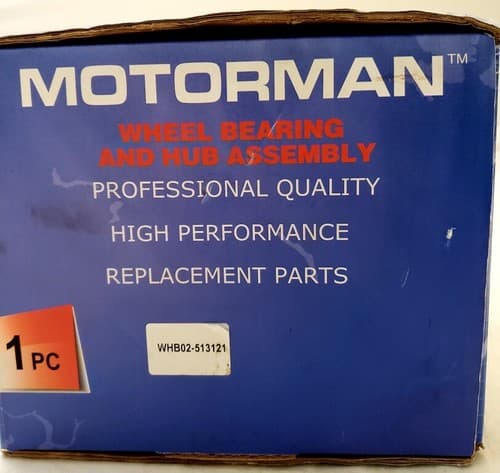 MOTORMAN™
WHEEL BEARING
AND HUB ASSEMBLY
PROFESSIONAL QUALITY
HIGH PERFORMANCE
REPLACEMENT PARTS
1 PC
WHB02-513121